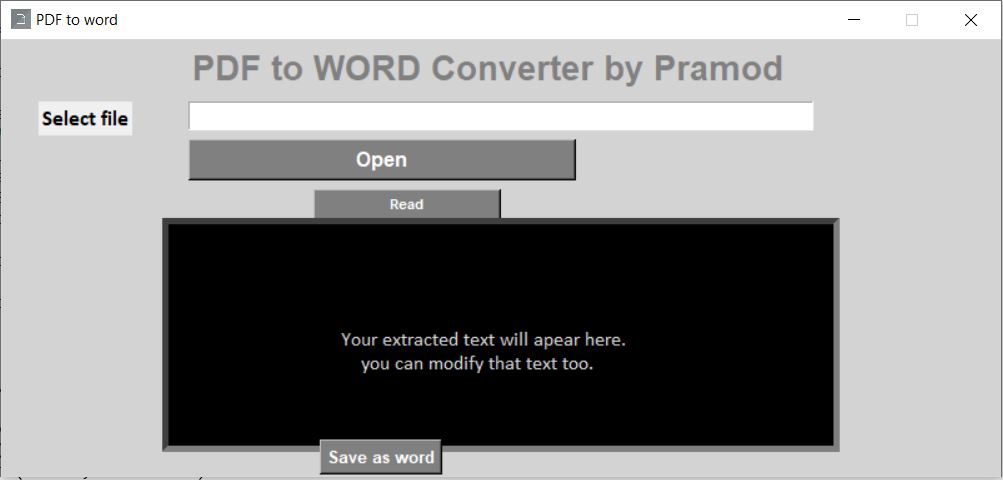 PDF to word
PDF to WORD Converter by Pramod
Select file
Open
Read
Your extracted text will apear here.
you can modify that text too.
Save as word